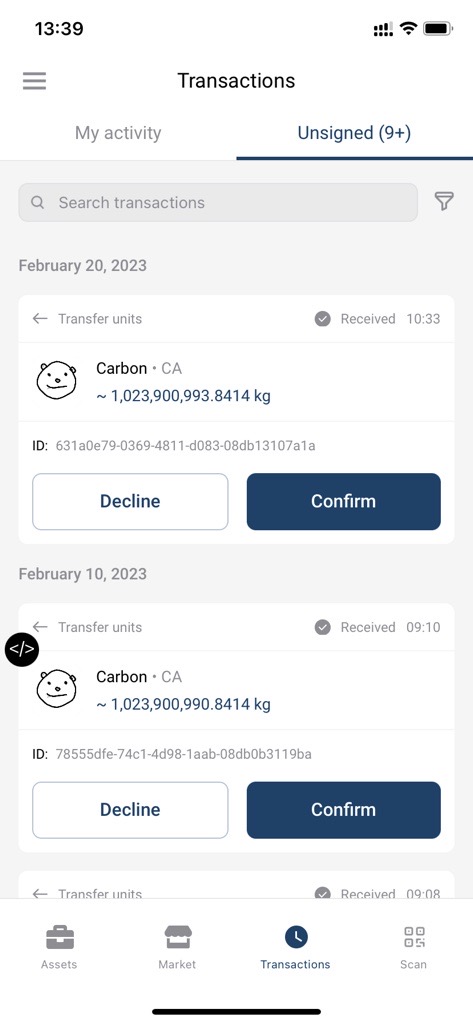 13:39
Transactions
My activity Unsigned (9+)
Search transactions
February 20, 2023
Transfer units Received 10:33
Carbon • CA
~ 1,023,900,993.8414 kg
ID: 631a0e79-0369-4811-d083-08db13107a1a
Decline Confirm
February 10, 2023
Transfer units Received 09:10
</>
Carbon • CA
~ 1,023,900,990.8414 kg
ID: 78555dfe-74c1-4d98-1aab-08db0b3119ba
Decline Confirm
Transfer units Received 09:08
Assets Market Transactions Scan